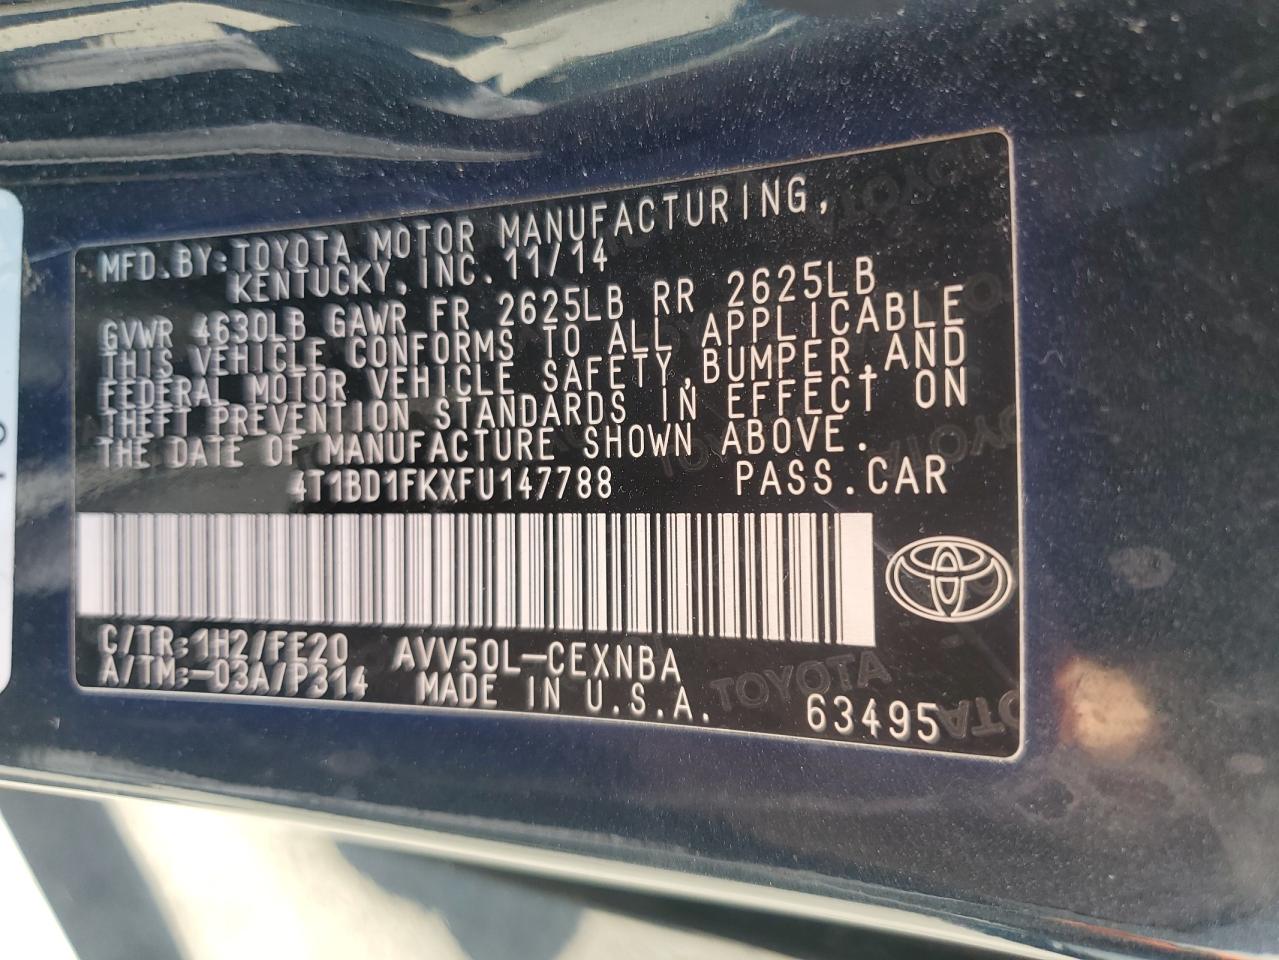 MFD.BY:TOYOTA MOTOR MANUFACTURING,
KENTUCKY, INC. 11/14
GVWR 4630LB GAWR FR 2625LB RR 2625LB
THIS VEHICLE CONFORMS TO ALL APPLICABLE
FEDERAL MOTOR VEHICLE SAFETY,BUMPER,AND
THEFT PREVENTION STANDARDS IN EFFECT ON
THE DATE OF MANUFACTURE SHOWN ABOVE.
4T1BD1FKXFU147788 PASS.CAR
C/TR:1H2/FE20 AVV50L-CEXNBA
A/TM:-03A/P314 MADE IN U.S.A. TOYOTA 63495